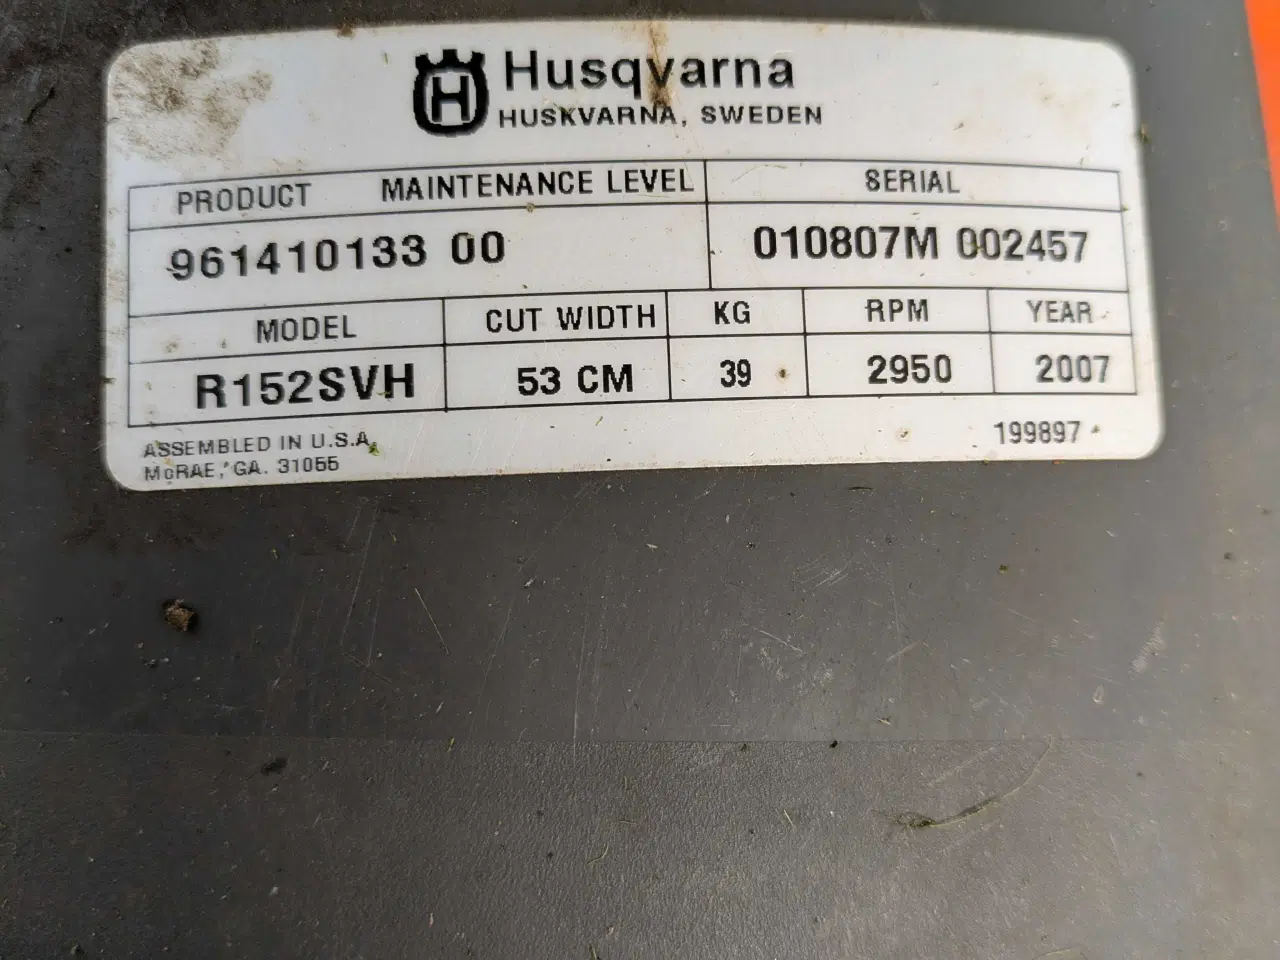 H Husqvarna
HUSKVARNA, SWEDEN
PRODUCT MAINTENANCE LEVEL SERIAL
961410133 00 010807M 002457
MODEL CUT WIDTH KG RPM YEAR
R152SVH 53 CM 39 2950 2007
ASSEMBLED IN U.S.A. 199897
McRAE, GA. 31055